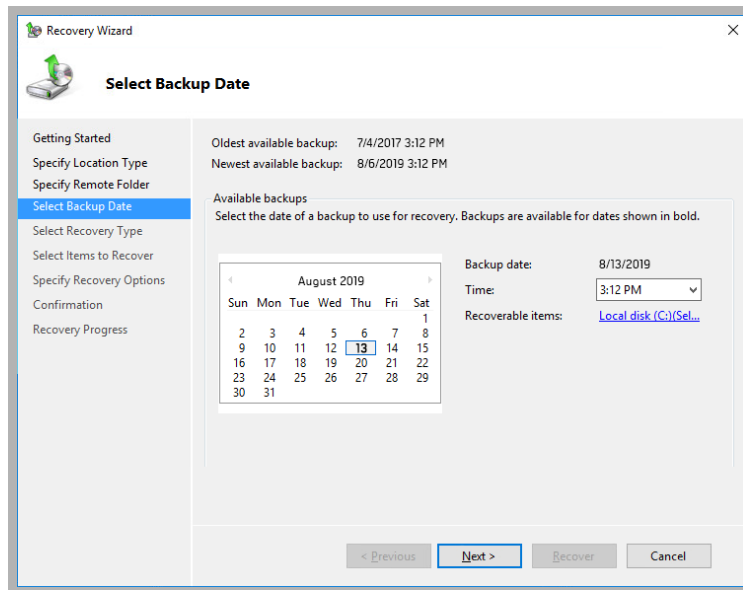 Recovery Wizard
Select Backup Date
Getting Started
Specify Location Type
Specify Remote Folder
Select Backup Date
Select Recovery Type
Select Items to Recover
Specify Recovery Options
Confirmation
Recovery Progress
Oldest available backup: 7/4/2017 3:12 PM
Newest available backup: 8/6/2019 3:12 PM
Available backups
Select the date of a backup to use for recovery. Backups are available for dates shown in bold.
August 2019
Sun Mon Tue Wed Thu Fri Sat
1
2 3 4 5 6 7 8
9 10 11 12 13 14 15
16 17 18 19 20 21 22
23 24 25 26 27 28 29
30 31
Backup date: 8/13/2019
Time: 3:12 PM
Recoverable items: Local disk (C:)(Sel...
< Previous Next > Recover Cancel